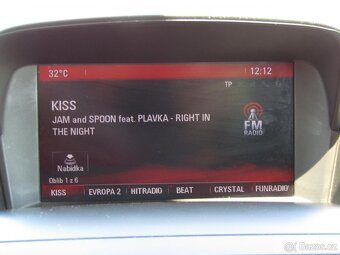 32°C
12:12
TP
KISS
JAM and SPOON feat. PLAVKA - RIGHT IN
THE NIGHT
FM
RADIO
Nabídka
Oblíb 1 z 6
KISS EVROPA 2 HITRADIO BEAT CRYSTAL FUNRADIO
Bazoš.cz